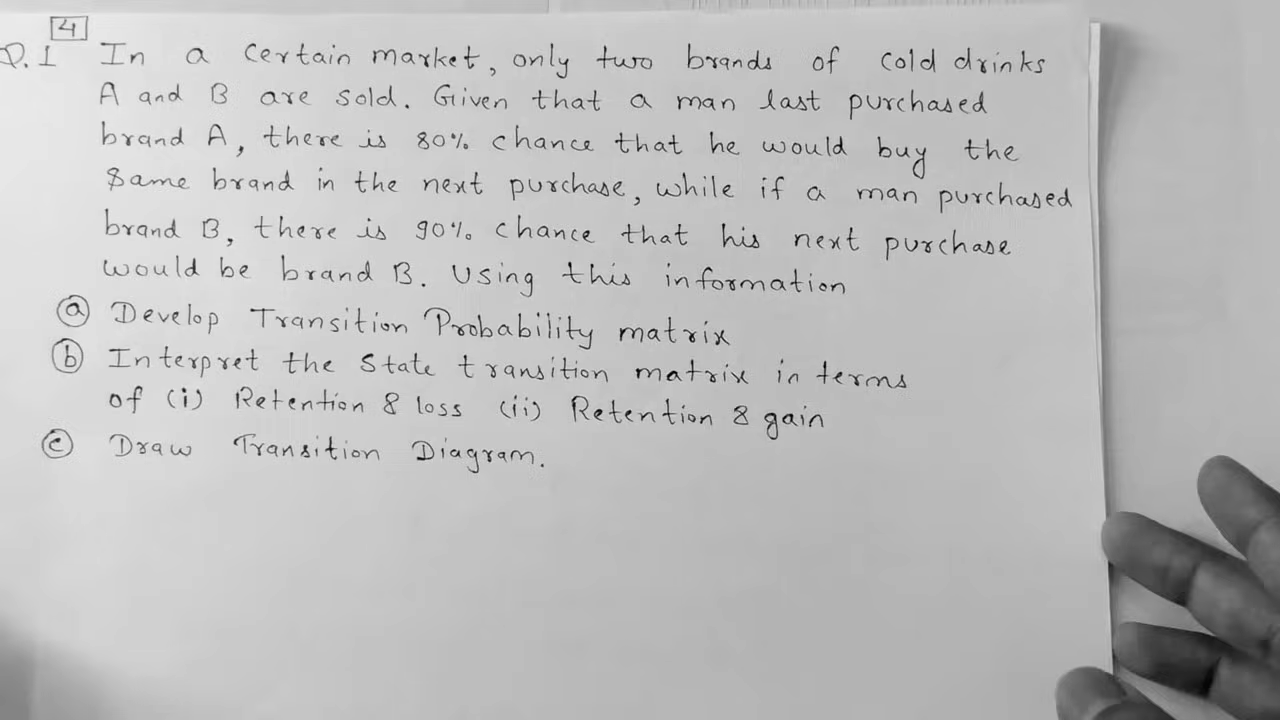 4
Q.1 In a certain market, only two brands of cold drinks
A and B are sold. Given that a man last purchased
brand A, there is 80% chance that he would buy the
same brand in the next purchase, while if a man purchased
brand B, there is 90% chance that his next purchase
would be brand B. Using this information
(a) Develop Transition Probability matrix
(b) Interpret the State transition matrix in terms
of (i) Retention & loss (ii) Retention & gain
(c) Draw Transition Diagram.